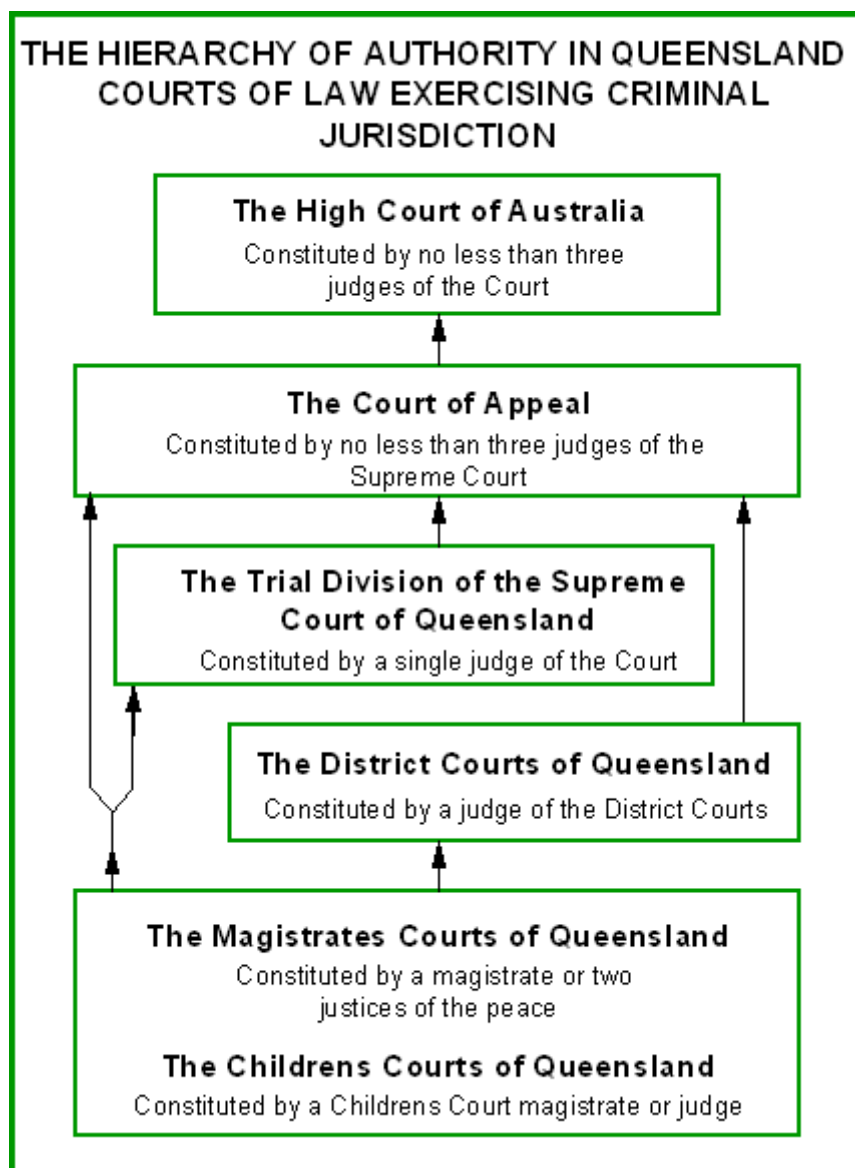 THE HIERARCHY OF AUTHORITY IN QUEENSLAND
COURTS OF LAW EXERCISING CRIMINAL
JURISDICTION
The High Court of Australia
Constituted by no less than three
judges of the Court
The Court of Appeal
Constituted by no less than three judges of the
Supreme Court
The Trial Division of the Supreme
Court of Queensland
Constituted by a single judge of the Court
The District Courts of Queensland
Constituted by a judge of the District Courts
The Magistrates Courts of Queensland
Constituted by a magistrate or two
justices of the peace
The Childrens Courts of Queensland
Constituted by a Childrens Court magistrate or judge